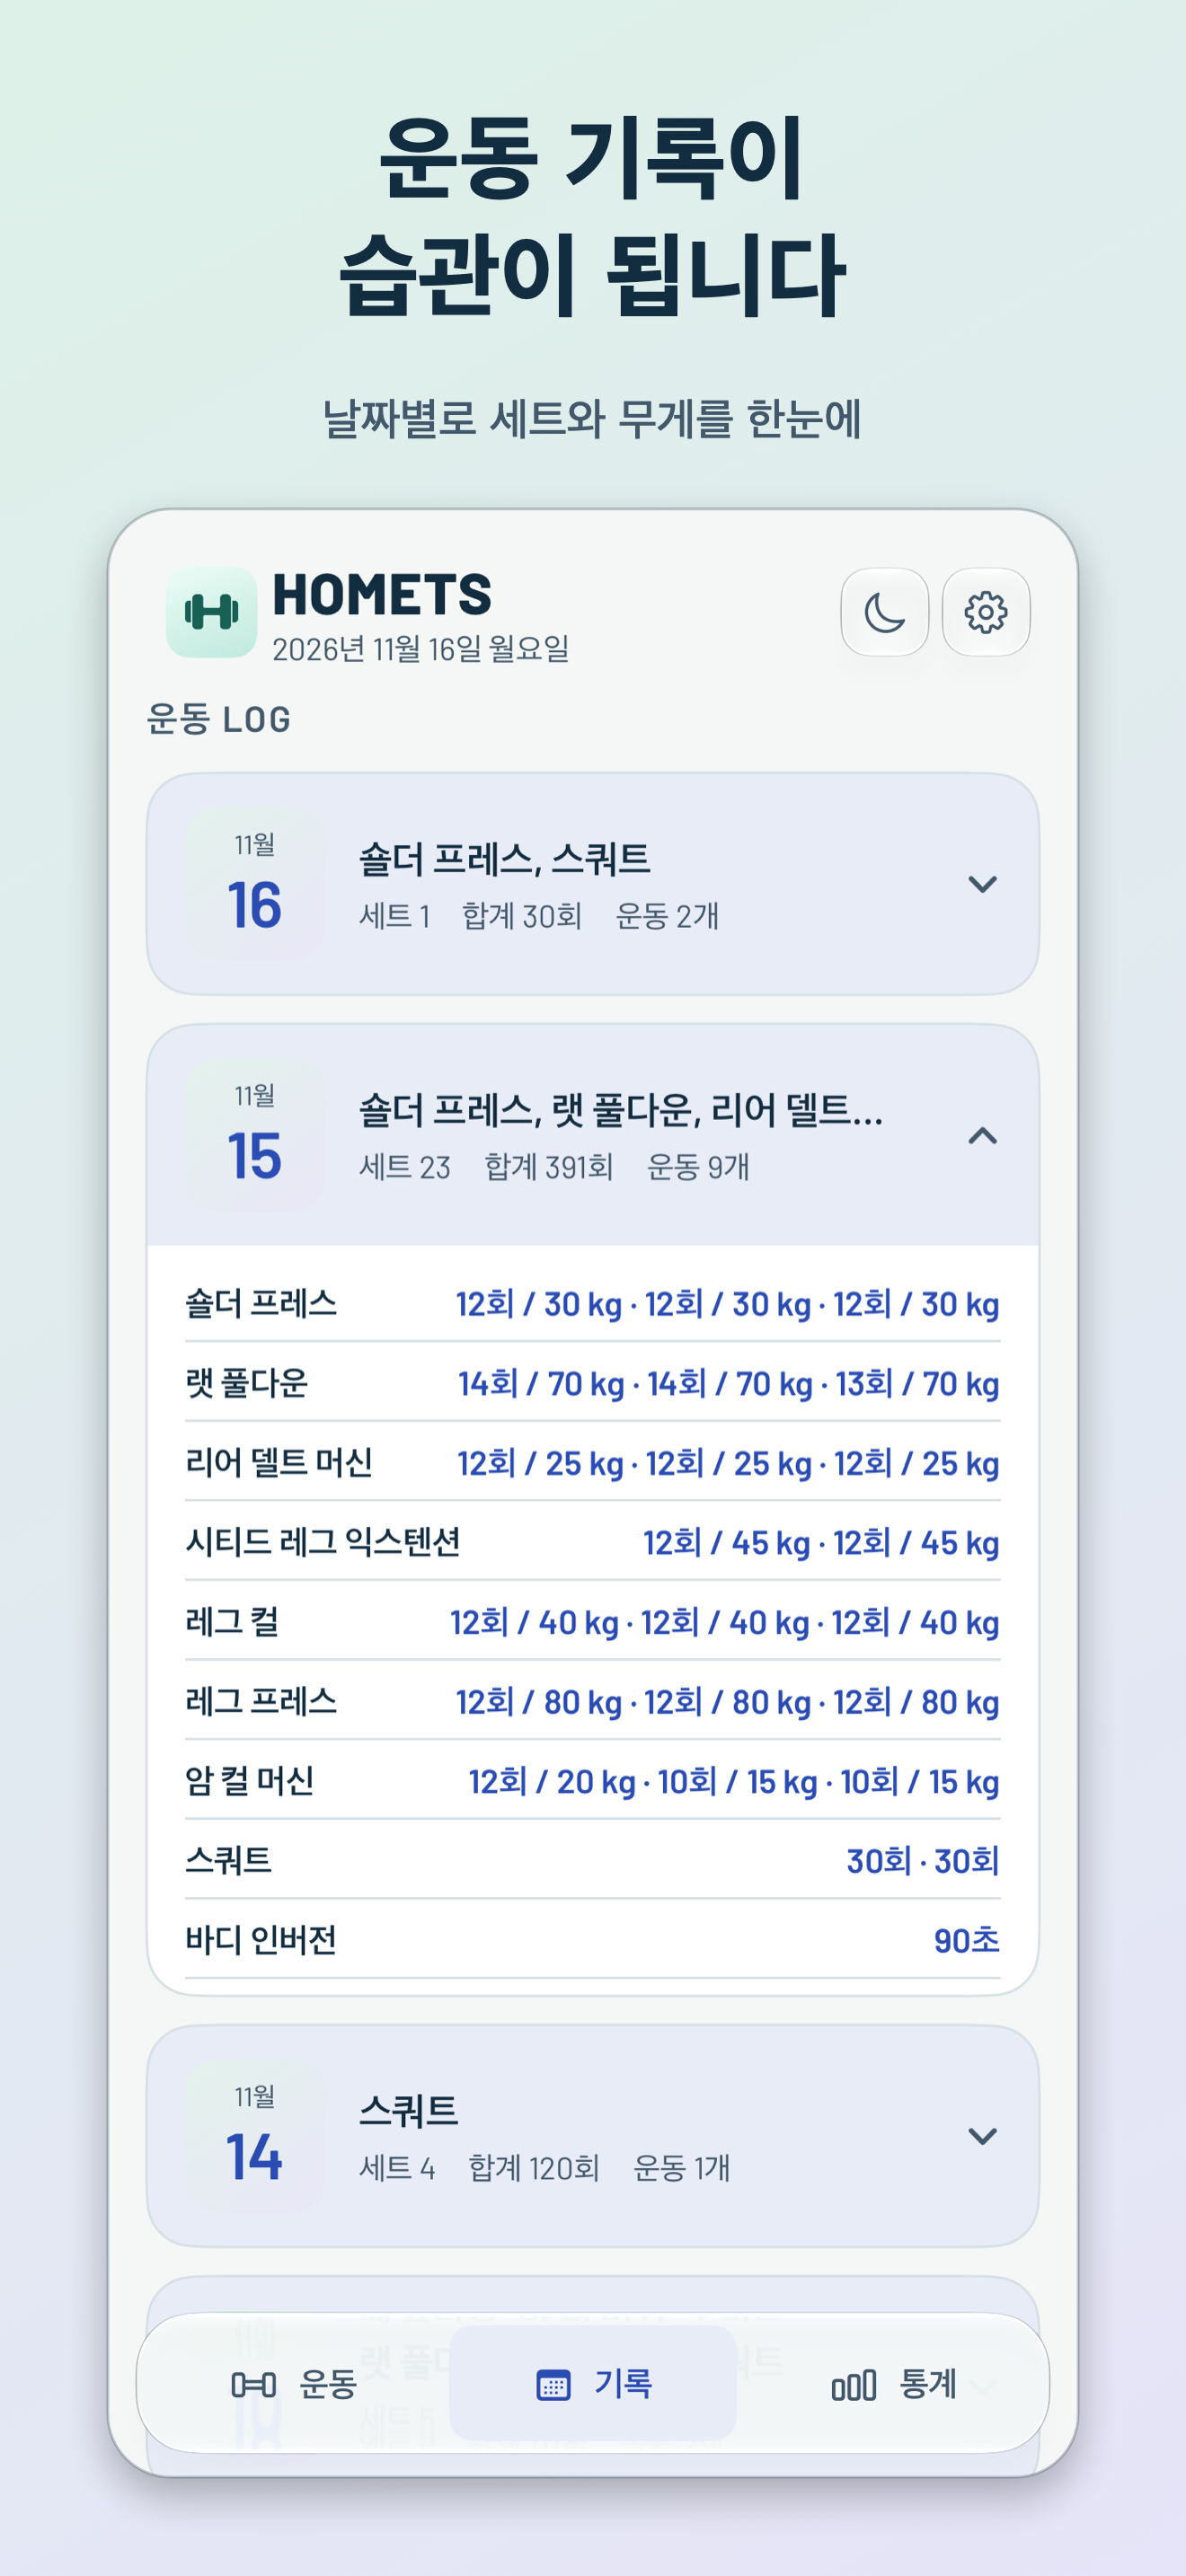 운동 기록이
습관이 됩니다
날짜별로 세트와 무게를 한눈에
HOMETS
2026년 11월 16일 월요일
운동 LOG
11월
16
숄더 프레스, 스쿼트
세트 1 합계 30회 운동 2개
11월
15
숄더 프레스, 랫 풀다운, 리어 델트...
세트 23 합계 391회 운동 9개
숄더 프레스 12회 / 30 kg · 12회 / 30 kg · 12회 / 30 kg
랫 풀다운 14회 / 70 kg · 14회 / 70 kg · 13회 / 70 kg
리어 델트 머신 12회 / 25 kg · 12회 / 25 kg · 12회 / 25 kg
시티드 레그 익스텐션 12회 / 45 kg · 12회 / 45 kg
레그 컬 12회 / 40 kg · 12회 / 40 kg · 12회 / 40 kg
레그 프레스 12회 / 80 kg · 12회 / 80 kg · 12회 / 80 kg
암 컬 머신 12회 / 20 kg · 10회 / 15 kg · 10회 / 15 kg
스쿼트 30회 · 30회
바디 인버전 90초
11월
14
스쿼트
세트 4 합계 120회 운동 1개
운동 기록 통계